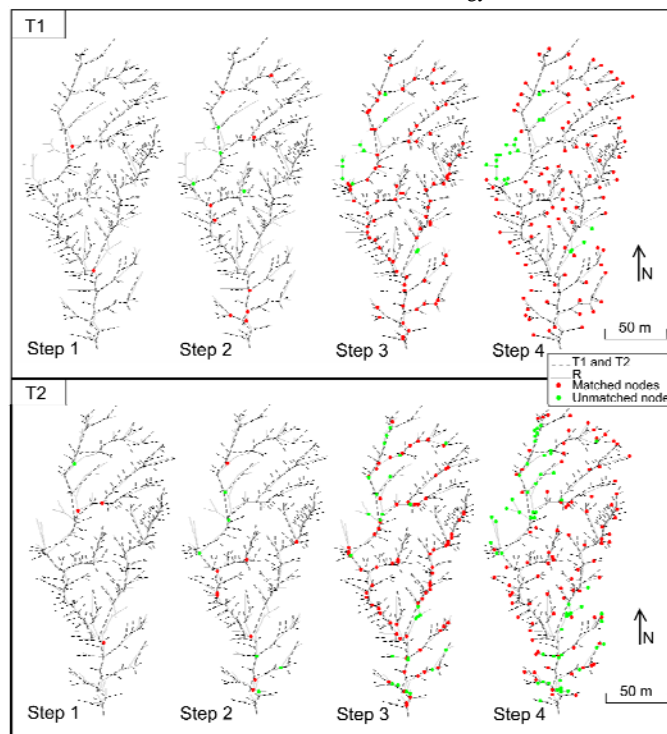 T1
Step 1
Step 2
Step 3
Step 4
N
50 m
T1 and T2
R
Matched nodes
Unmatched node
T2
Step 1
Step 2
Step 3
Step 4
N
50 m